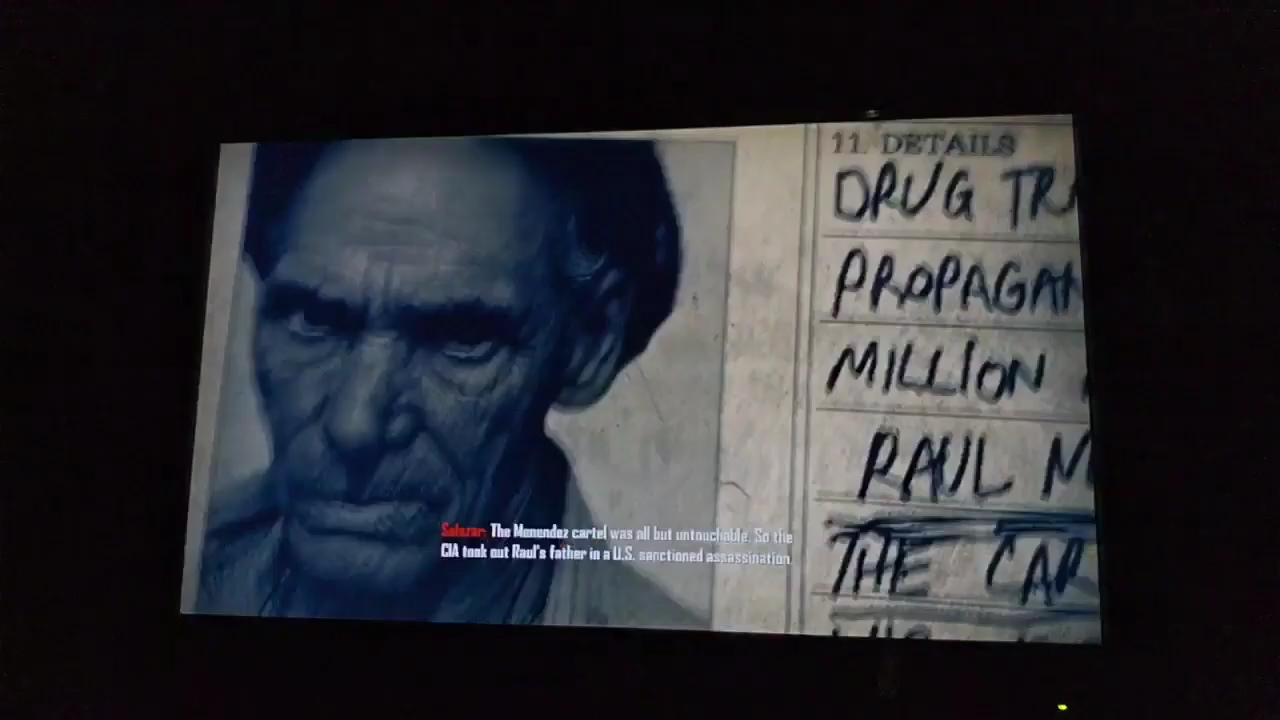 11. DETAILS
DRUG TR
PROPAGAN
MILLION
RAUL M
THE CAR
Salazar: The Menendez cartel was all but untouchable. So the
CIA took out Raul's father in a U.S. sanctioned assassination.